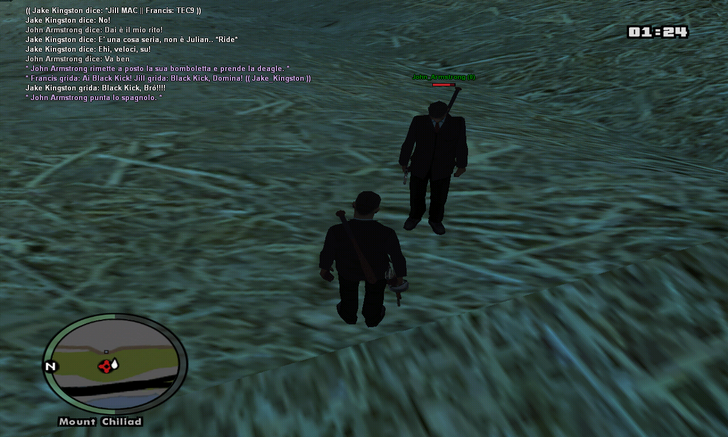 (( Jake Kingston dice: "Jill MAC || Francis: TEC9 ))
Jake Kingston dice: No!
John Armstrong dice: Dai è il mio rito!
Jake Kingston dice: E' una cosa seria, non è Julian.. "Ride"
Jake Kingston dice: Ehi, veloci, su!
John Armstrong dice: Va ben.
* John Armstrong rimette a posto la sua bomboletta e prende la deagle. *
* Francis grida: Ai Black Kick! Jill grida: Black Kick, Domina! (( Jake_Kingston ))
Jake Kingston grida: Black Kick, Bro!!!!
* John Armstrong punta lo spagnolo. *
01:24
John_Armstrong
N
Mount Chiliad